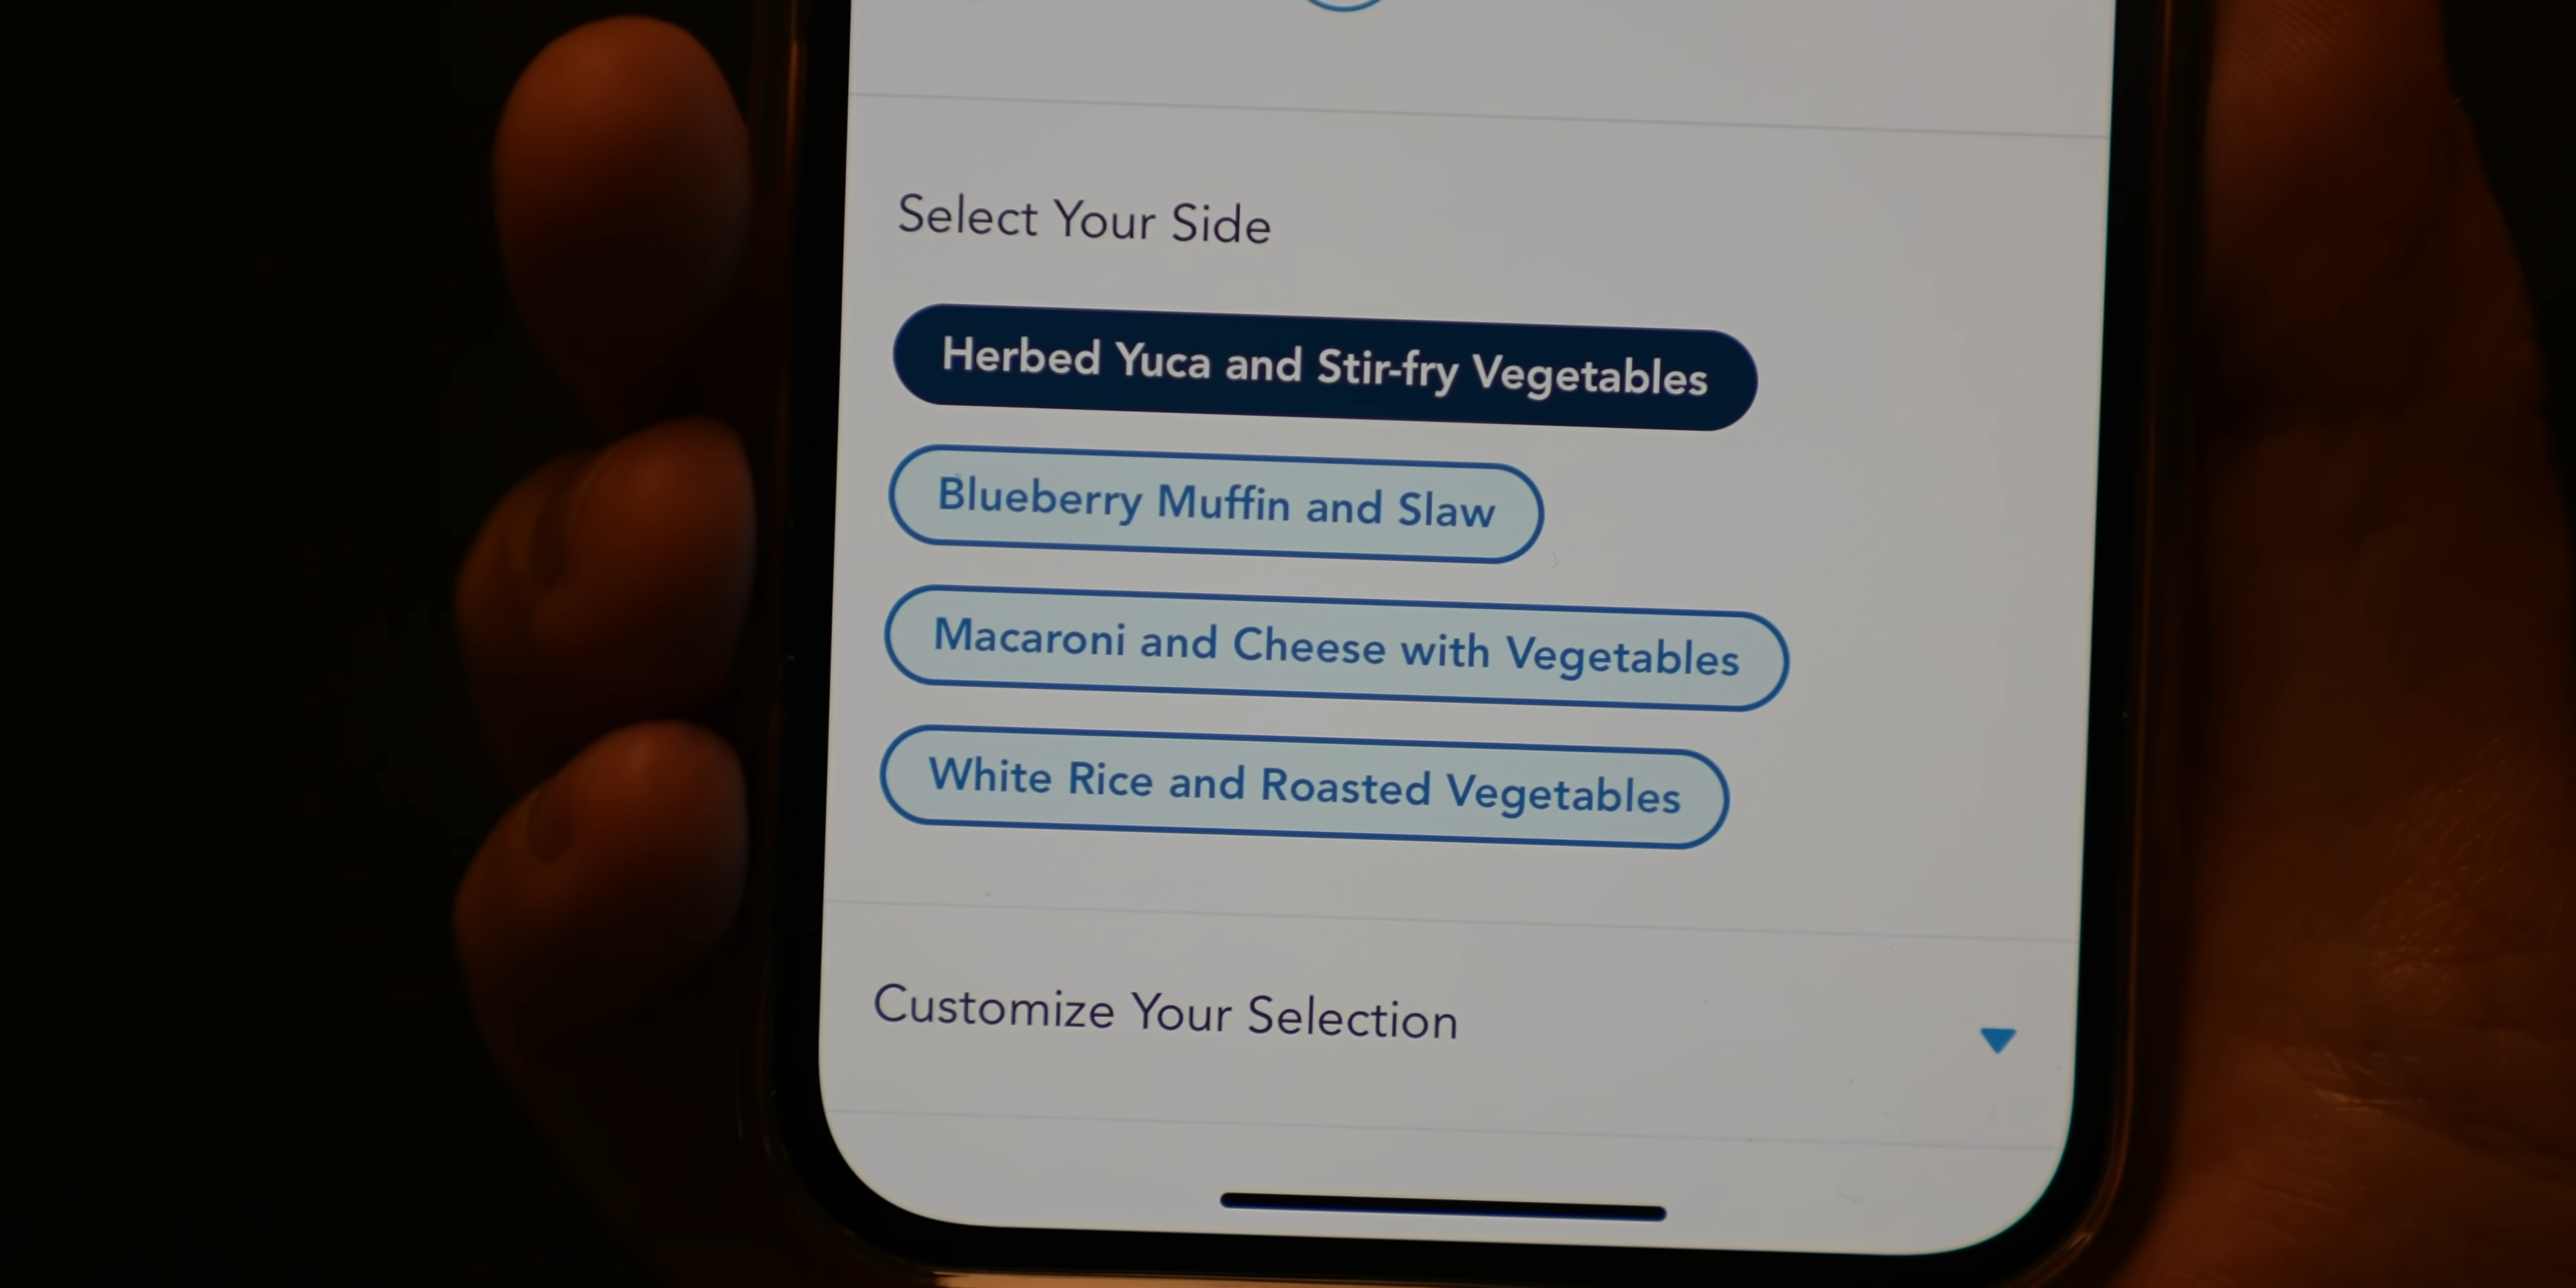 Select Your Side
Herbed Yuca and Stir-fry Vegetables
Blueberry Muffin and Slaw
Macaroni and Cheese with Vegetables
White Rice and Roasted Vegetables
Customize Your Selection